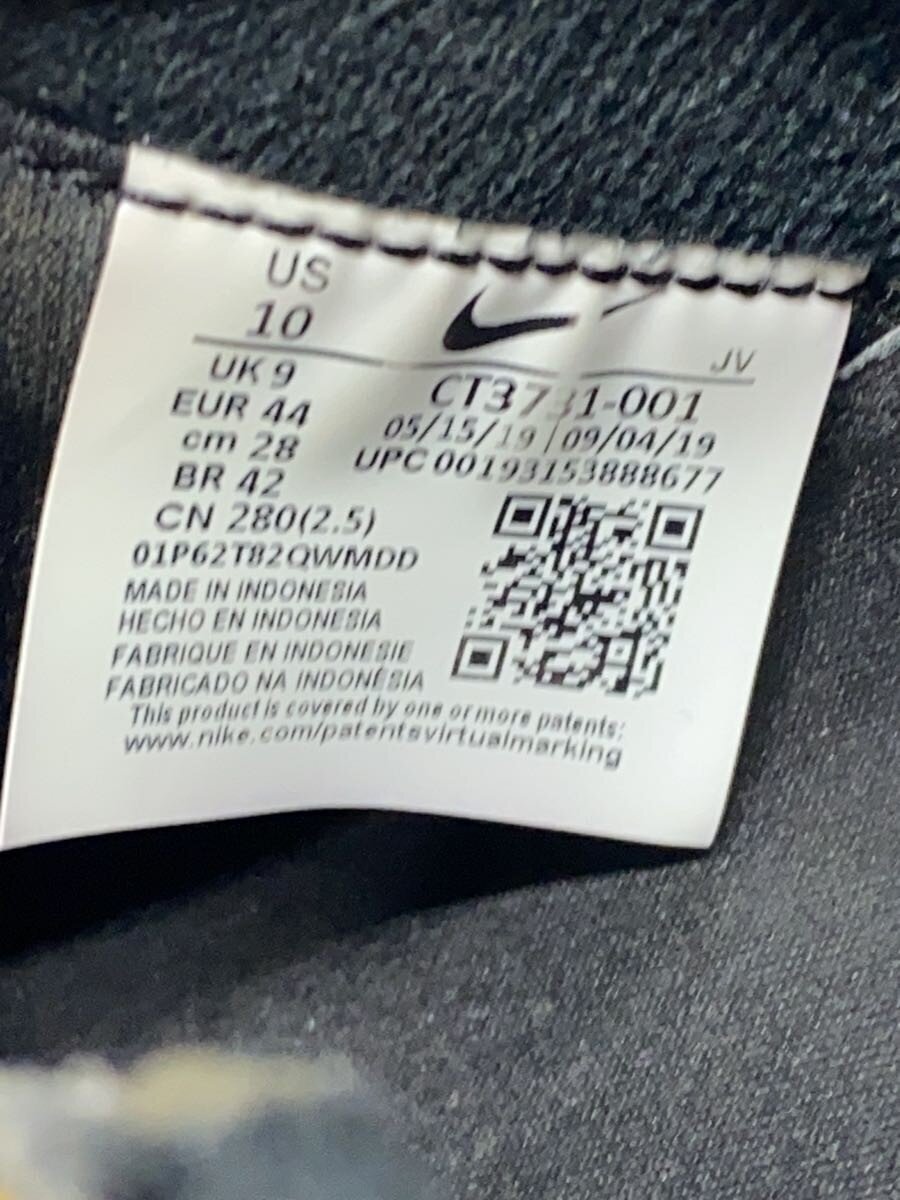 US
10
JV
UK 9
EUR 44
cm 28
BR 42
CN 280(2.5)
01P62T82QWMDD
CT3731-001
05/15/19 / 09/04/19
UPC 00193153888677
MADE IN INDONESIA
HECHO EN INDONESIA
FABRIQUE EN INDONESIE
FABRICADO NA INDONÉSIA
This product is covered by one or more patents:
www.nike.com/patentsvirtualmarking